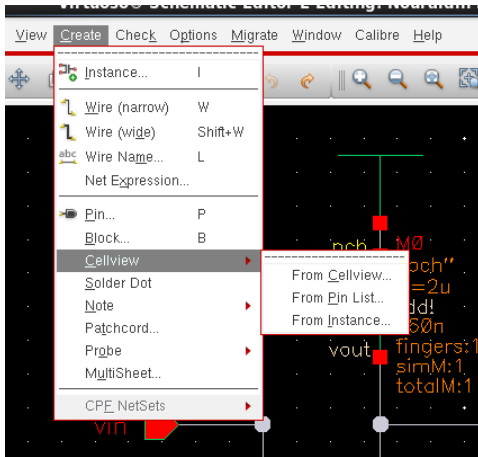 View Create Check Options Migrate Window Calibre Help
Instance... I
Wire (narrow) W
Wire (wide) Shift+W
abc Wire Name... L
Net Expression...
Pin... P
Block... B
Cellview
Solder Dot
Note
Patchcord...
Probe
MultiSheet...
CPF NetSets
From Cellview...
From Pin List...
From Instance...
M0
=2u
fingers:1
vout
simM:1
totalM:1